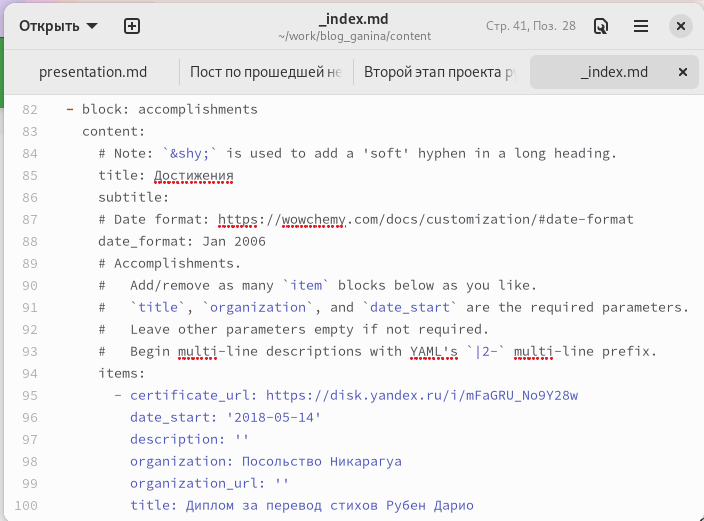 Открыть
_index.md
~/work/blog_ganina/content
Стр. 41, Поз. 28
presentation.md
Пост по прошедшей не
Второй этап проекта р
_index.md
82 - block: accomplishments
83 content:
84 # Note: `&shy;` is used to add a 'soft' hyphen in a long heading.
85 title: Достижения
86 subtitle:
87 # Date format: https://wowchemy.com/docs/customization/#date-format
88 date_format: Jan 2006
89 # Accomplishments.
90 #   Add/remove as many `item` blocks below as you like.
91 #   `title`, `organization`, and `date_start` are the required parameters.
92 #   Leave other parameters empty if not required.
93 #   Begin multi-line descriptions with YAML's `|2-` multi-line prefix.
94 items:
95 - certificate_url: https://disk.yandex.ru/i/mFaGRU_No9Y28w
96 date_start: '2018-05-14'
97 description: ''
98 organization: Посольство Никарагуа
99 organization_url: ''
100 title: Диплом за перевод стихов Рубен Дарио